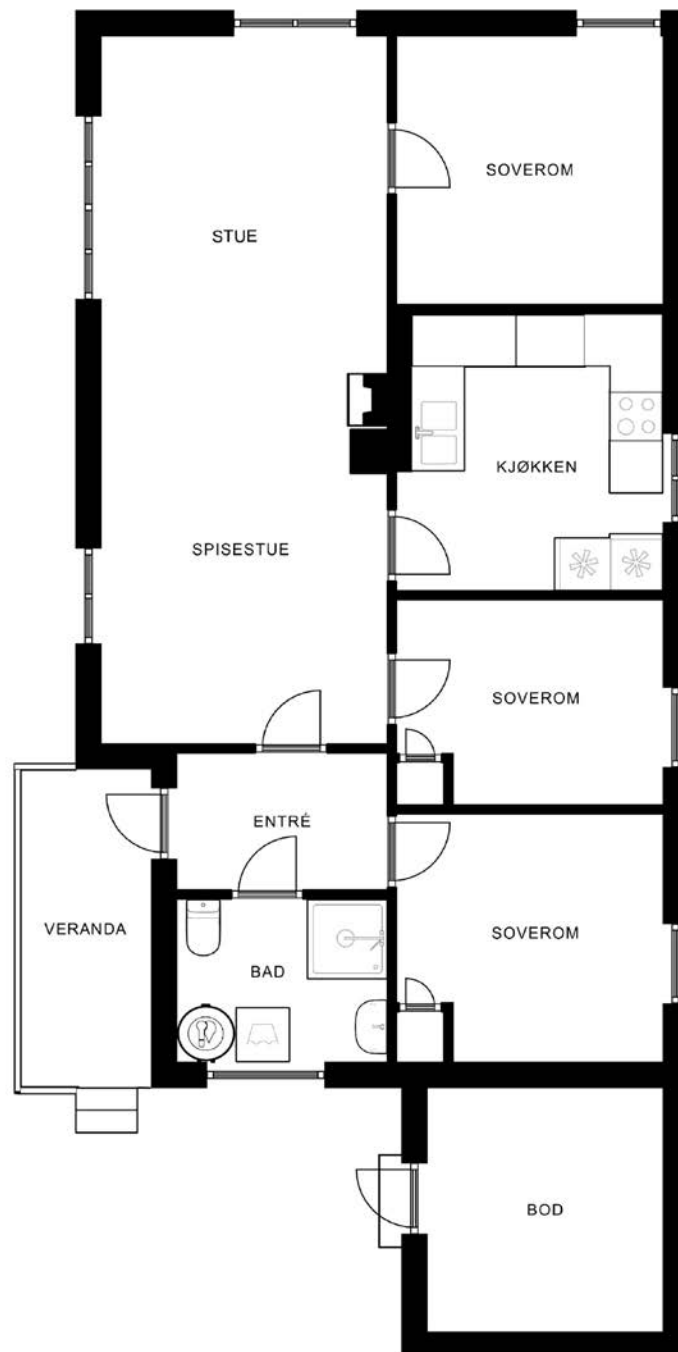 SOVEROM
STUE
KJØKKEN
SPISESTUE
SOVEROM
ENTRÉ
VERANDA
SOVEROM
BAD
BOD